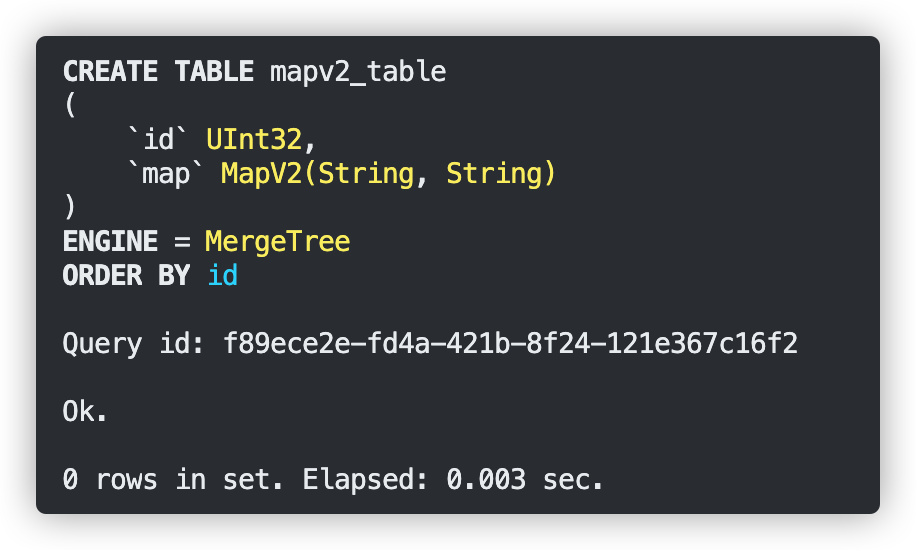 CREATE TABLE mapv2_table
(
    `id` UInt32,
    `map` MapV2(String, String)
)
ENGINE = MergeTree
ORDER BY id
Query id: f89ece2e-fd4a-421b-8f24-121e367c16f2
Ok.
0 rows in set. Elapsed: 0.003 sec.